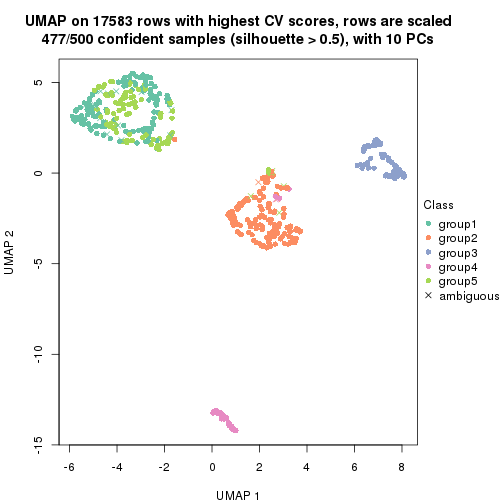 UMAP on 17583 rows with highest CV scores, rows are scaled
477/500 confident samples (silhouette > 0.5), with 10 PCs
5
0
-5
-10
-15
UMAP 2
-6
-4
-2
0
2
4
6
8
UMAP 1
Class
group1
group2
group3
group4
group5
ambiguous